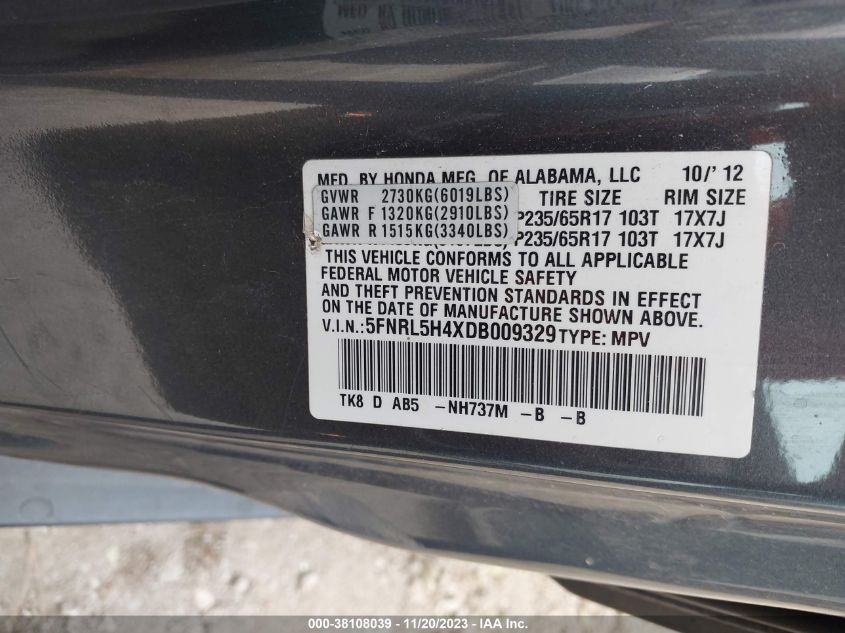 MFD. BY HONDA MFG. OF ALABAMA, LLC 10/'12
GVWR 2730KG(6019LBS) TIRE SIZE RIM SIZE
GAWR F 1320KG(2910LBS) P235/65R17 103T 17X7J
GAWR R 1515KG(3340LBS) P235/65R17 103T 17X7J
THIS VEHICLE CONFORMS TO ALL APPLICABLE
FEDERAL MOTOR VEHICLE SAFETY
AND THEFT PREVENTION STANDARDS IN EFFECT
ON THE DATE OF MANUFACTURE SHOWN ABOVE.
V.I.N.:5FNRL5H4XDB009329 TYPE: MPV
TK8 D AB5 -NH737M -B -B
000-38108039 — 11/20/2023 — IAA Inc.